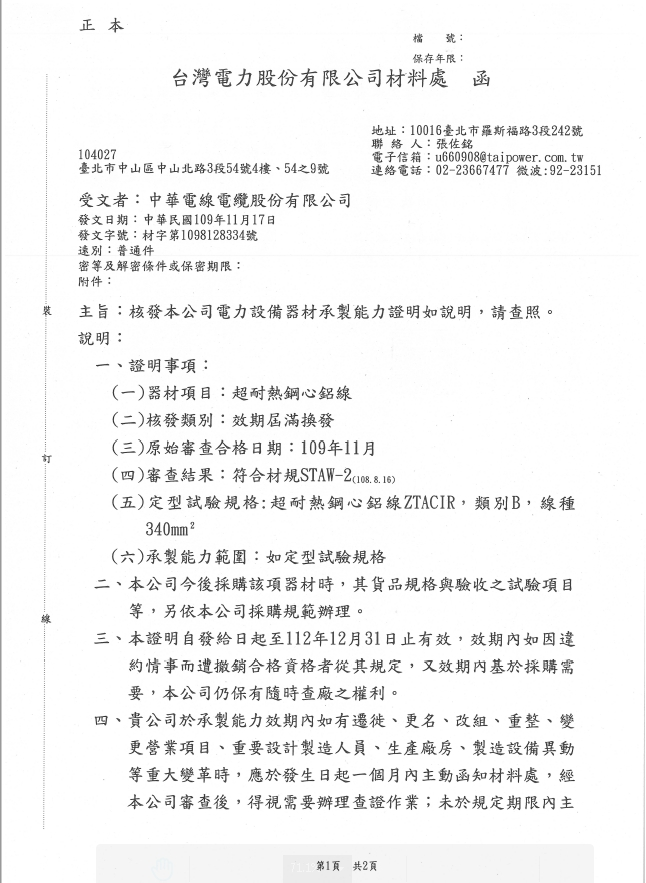 正本
檔　號：
保存年限：
台灣電力股份有限公司材料處　函
地址：10016臺北市羅斯福路3段242號
聯 絡 人：張佐銘
電子信箱：u660908@taipower.com.tw
連絡電話：02-23667477 微波:92-23151
104027
臺北市中山區中山北路3段54號4樓、54之9號
受文者：中華電線電纜股份有限公司
發文日期：中華民國109年11月17日
發文字號：材字第1098128334號
速別：普通件
密等及解密條件或保密期限：
附件：
主旨：核發本公司電力設備器材承製能力證明如說明，請查照。
說明：
一、證明事項：
(一)器材項目：超耐熱鋼心鋁線
(二)核發類別：效期屆滿換發
(三)原始審查合格日期：109年11月
(四)審查結果：符合材規STAW-2(108.8.16)
(五)定型試驗規格:超耐熱鋼心鋁線ZTACIR，類別B，線種
340mm²
(六)承製能力範圍：如定型試驗規格
二、本公司今後採購該項器材時，其貨品規格與驗收之試驗項目
等，另依本公司採購規範辦理。
三、本證明自發給日起至112年12月31日止有效，效期內如因違
約情事而遭撤銷合格資格者從其規定，又效期內基於採購需
要，本公司仍保有隨時查廠之權利。
四、貴公司於承製能力效期內如有遷徙、更名、改組、重整、變
更營業項目、重要設計製造人員、生產廠房、製造設備異動
等重大變革時，應於發生日起一個月內主動函知材料處，經
本公司審查後，得視需要辦理查證作業；未於規定期限內主
裝
訂
線
第1頁　共2頁